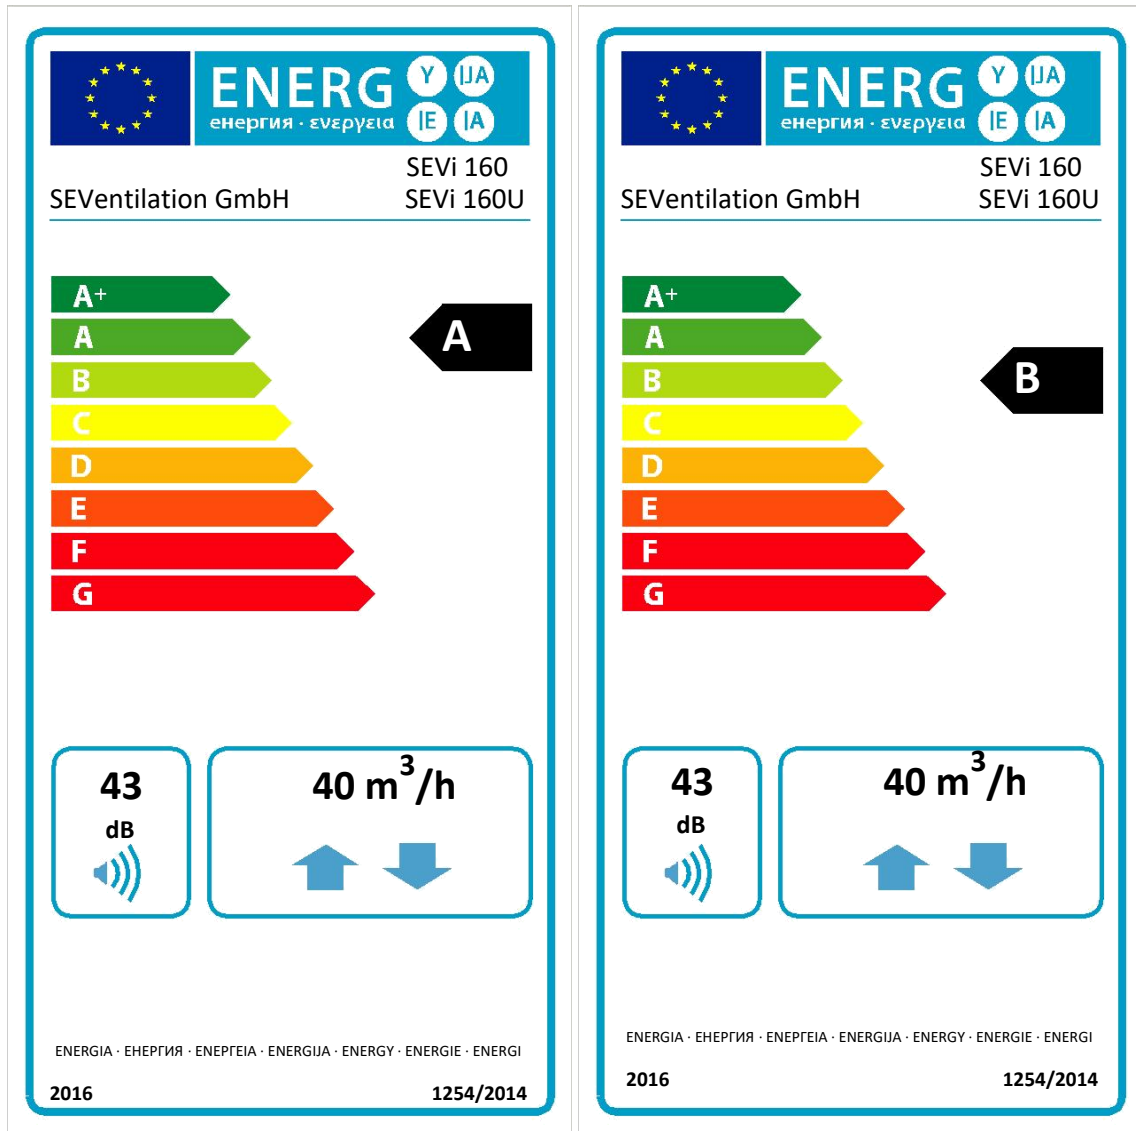 ENERG Y IJA
енергия · ενεργεια IE IA
SEVi 160
SEVentilation GmbH SEVi 160U
A+
A
B
C
D
E
F
G
A
43
dB
40 m³/h
ENERGIA · ЕНЕРГИЯ · ΕΝΕΡΓΕΙΑ · ENERGIJA · ENERGY · ENERGIE · ENERGI
2016 1254/2014
ENERG Y IJA
енергия · ενεργεια IE IA
SEVi 160
SEVentilation GmbH SEVi 160U
A+
A
B
C
D
E
F
G
B
43
dB
40 m³/h
ENERGIA · ЕНЕРГИЯ · ΕΝΕΡΓΕΙΑ · ENERGIJA · ENERGY · ENERGIE · ENERGI
2016 1254/2014